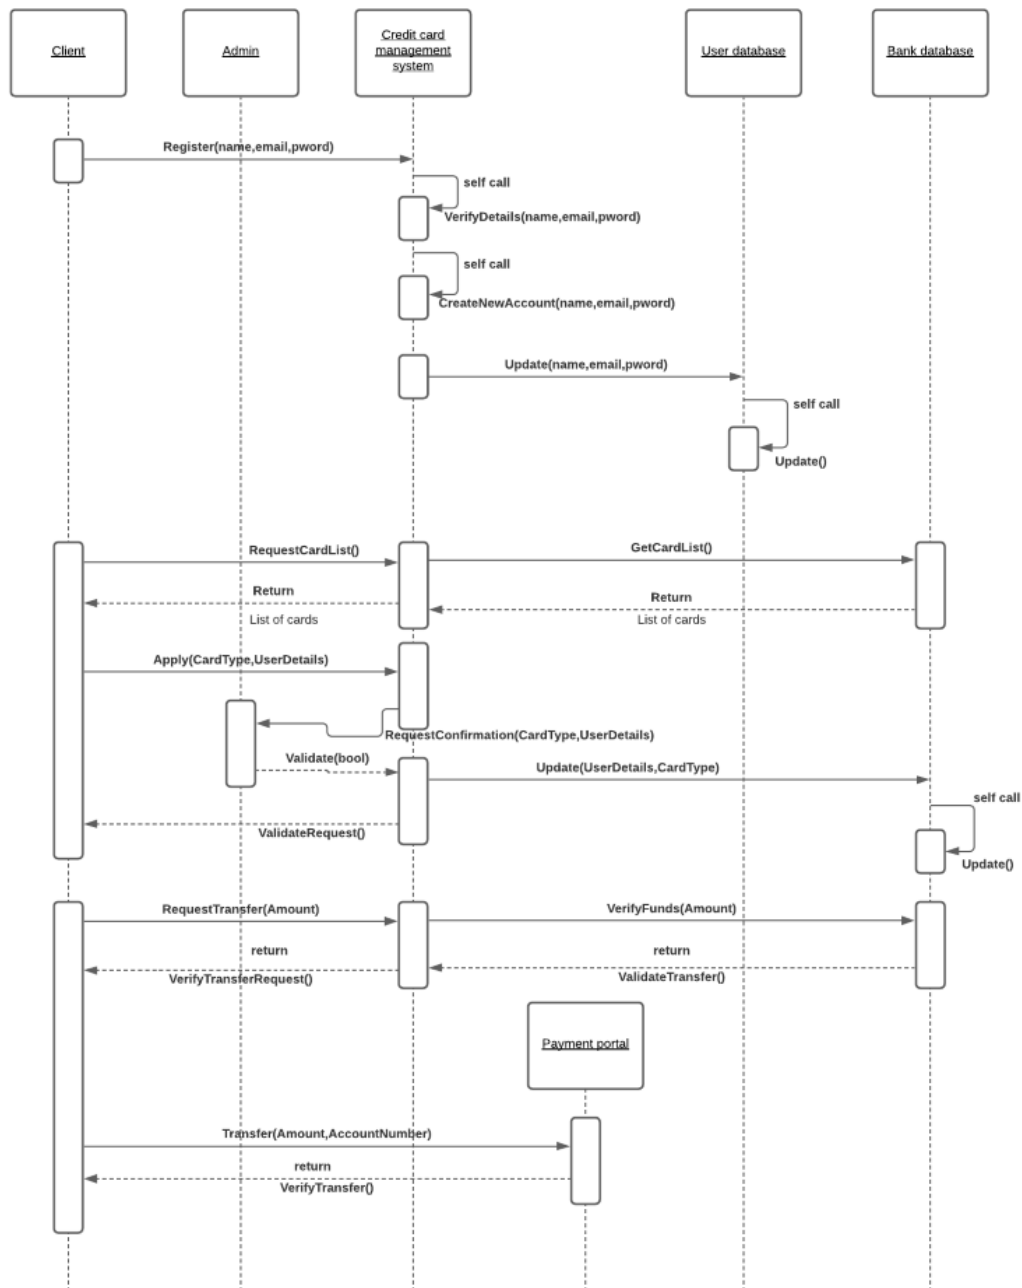 Client
Admin
Credit card
management
system
User database
Bank database
Register(name,email,pword)
self call
VerifyDetails(name,email,pword)
self call
CreateNewAccount(name,email,pword)
Update(name,email,pword)
self call
Update()
RequestCardList()
GetCardList()
Return
List of cards
Return
List of cards
Apply(CardType,UserDetails)
RequestConfirmation(CardType,UserDetails)
Validate(bool)
Update(UserDetails,CardType)
self call
ValidateRequest()
Update()
RequestTransfer(Amount)
VerifyFunds(Amount)
return
VerifyTransferRequest()
return
ValidateTransfer()
Payment portal
Transfer(Amount,AccountNumber)
return
VerifyTransfer()